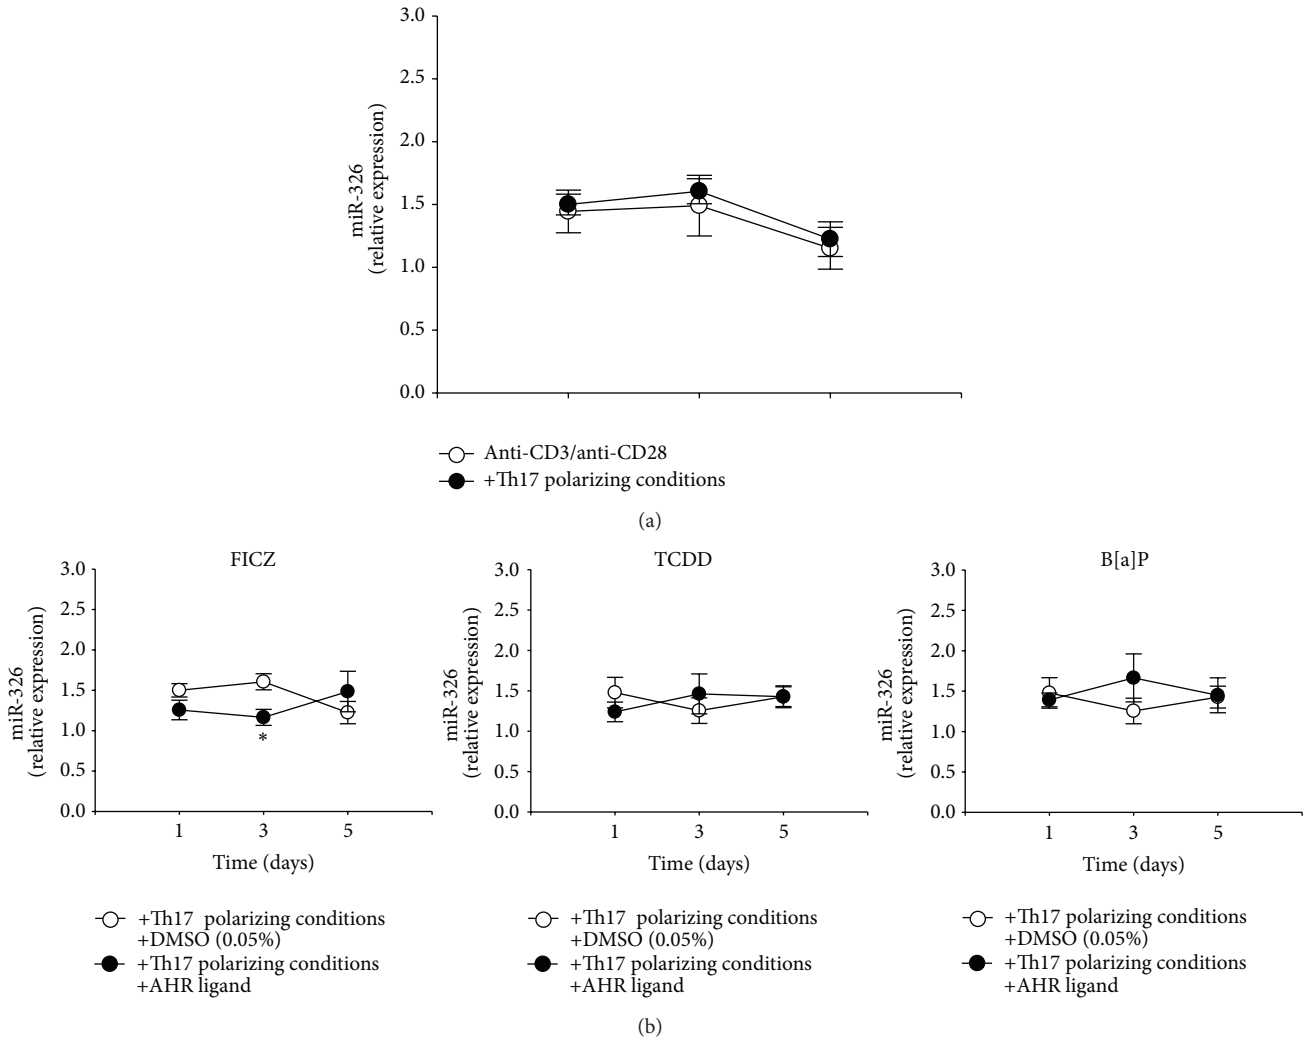 3.0
2.5
2.0
1.5
1.0
0.5
0.0
miR-326
(relative expression)
Anti-CD3/anti-CD28
+Th17 polarizing conditions
(a)
FICZ
3.0
2.5
2.0
1.5
1.0
0.5
0.0
miR-326
(relative expression)
*
1 3 5
Time (days)
+Th17 polarizing conditions
+DMSO (0.05%)
+Th17 polarizing conditions
+AHR ligand
TCDD
3.0
2.5
2.0
1.5
1.0
0.5
0.0
miR-326
(relative expression)
1 3 5
Time (days)
+Th17 polarizing conditions
+DMSO (0.05%)
+Th17 polarizing conditions
+AHR ligand
B[a]P
3.0
2.5
2.0
1.5
1.0
0.5
0.0
miR-326
(relative expression)
1 3 5
Time (days)
+Th17 polarizing conditions
+DMSO (0.05%)
+Th17 polarizing conditions
+AHR ligand
(b)